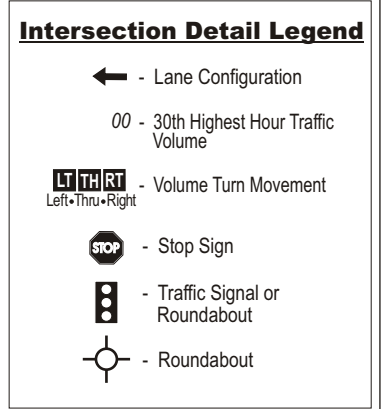 Intersection Detail Legend
- Lane Configuration
00 - 30th Highest Hour Traffic
Volume
LT TH RT - Volume Turn Movement
Left•Thru•Right
STOP - Stop Sign
- Traffic Signal or
Roundabout
- Roundabout